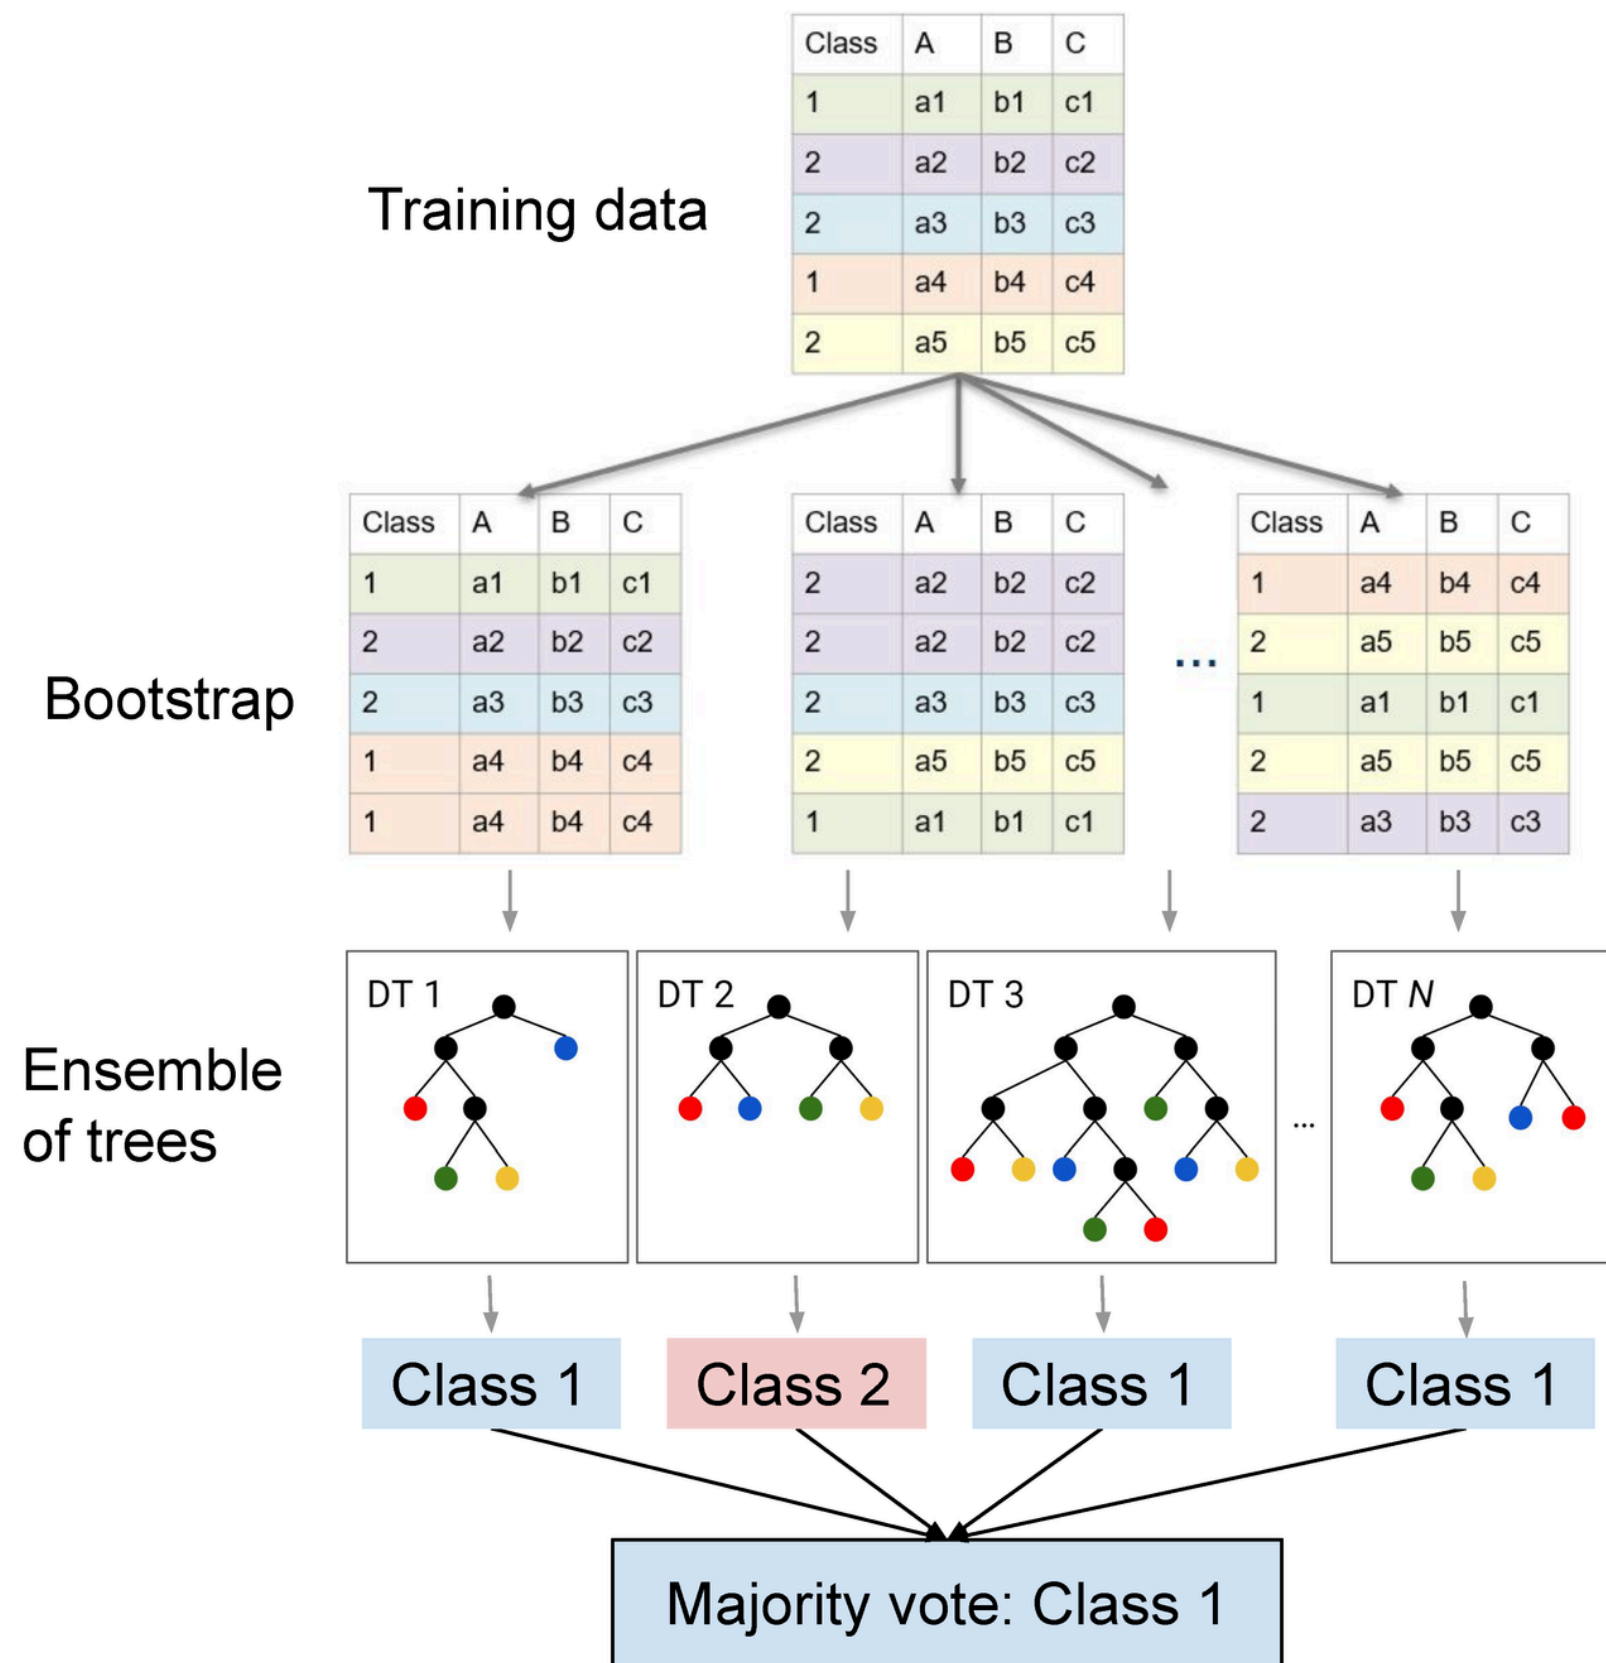 Training data
Class A B C
1 a1 b1 c1
2 a2 b2 c2
2 a3 b3 c3
1 a4 b4 c4
2 a5 b5 c5
Bootstrap
Class A B C
1 a1 b1 c1
2 a2 b2 c2
2 a3 b3 c3
1 a4 b4 c4
1 a4 b4 c4
Class A B C
2 a2 b2 c2
2 a2 b2 c2
2 a3 b3 c3
2 a5 b5 c5
1 a1 b1 c1
...
Class A B C
1 a4 b4 c4
2 a5 b5 c5
1 a1 b1 c1
2 a5 b5 c5
2 a3 b3 c3
Ensemble
of trees
DT 1
DT 2
DT 3
...
DT N
Class 1
Class 2
Class 1
Class 1
Majority vote: Class 1